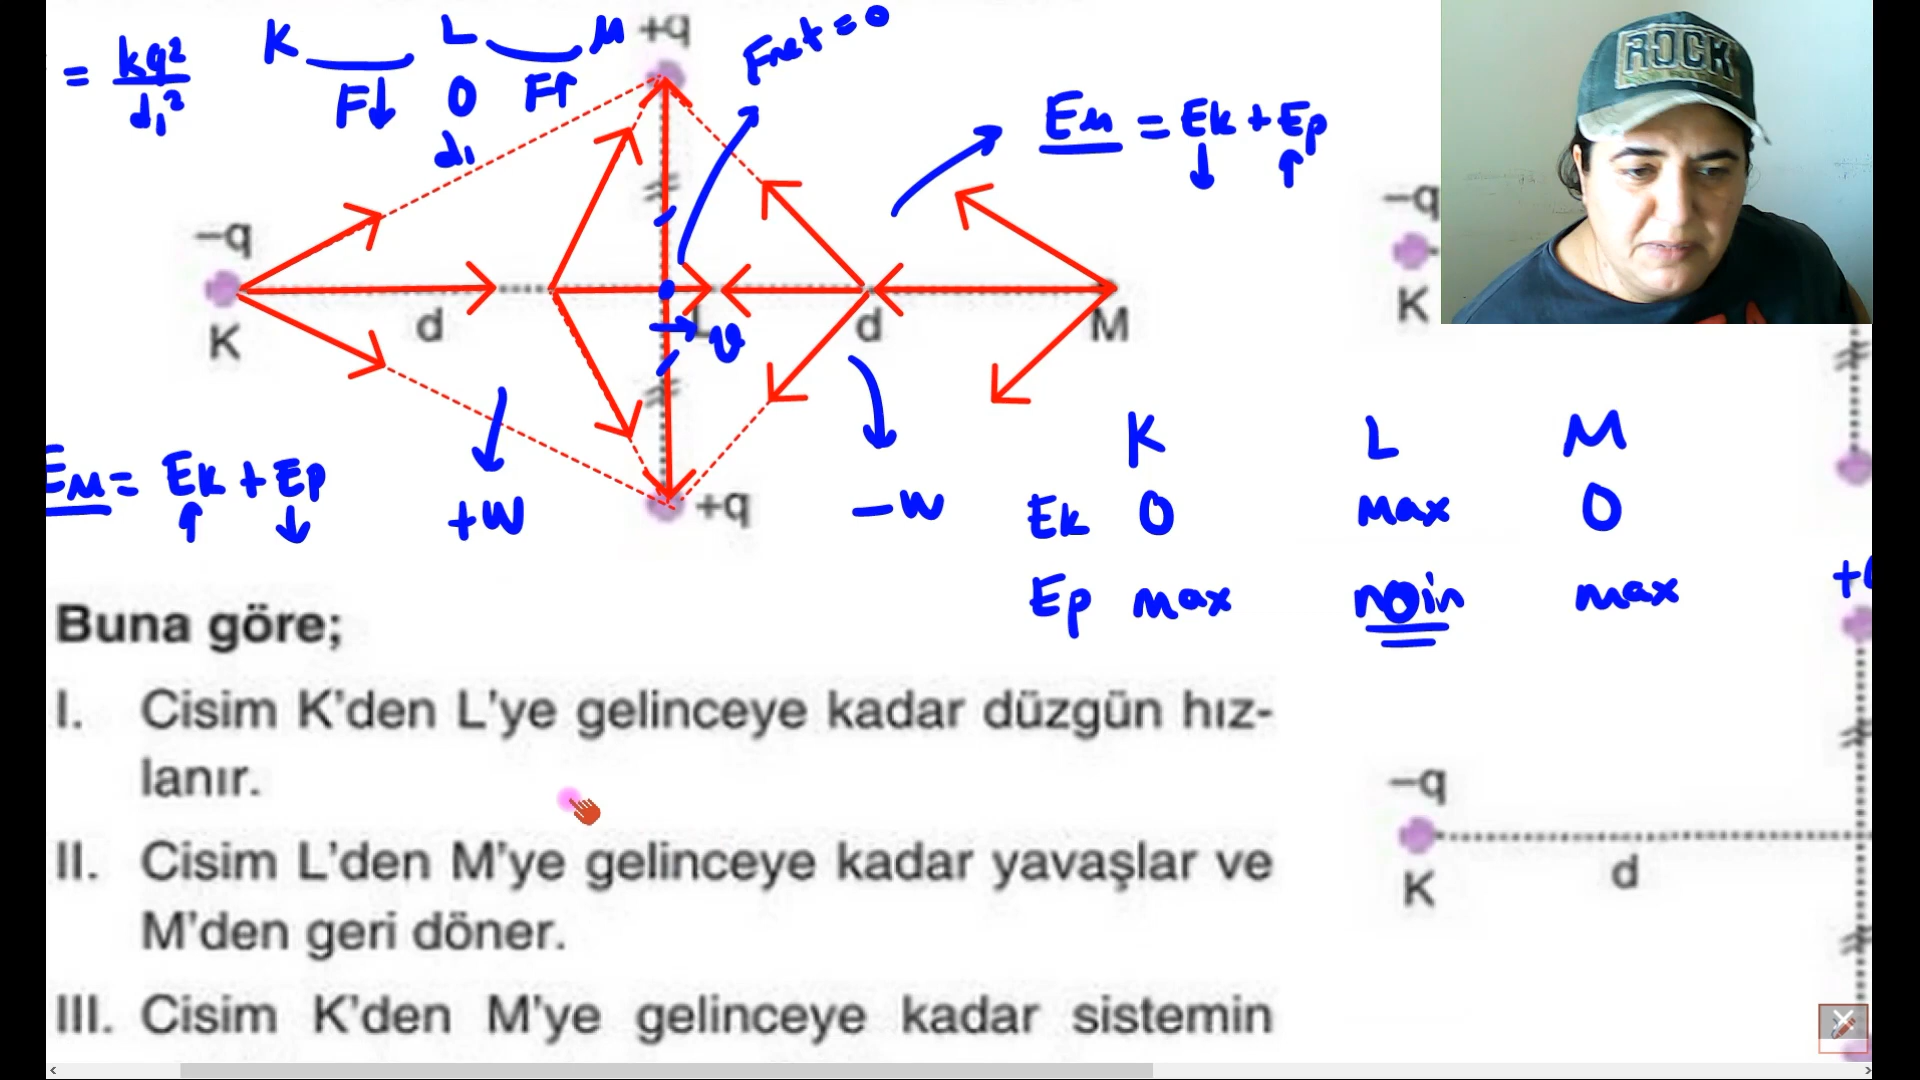 = kq² / d₁²
K L M
F↓ 0 F↑
d₁
+q
Fnet = 0
EM = Ek + Ep
↓ ↑
ROCK
-q
K
d
L
v
d
M
-q
K
+q
EM = Ek + Ep
↑ ↓
+W
-W
K L M
Ek 0 max 0
Ep max min max
Buna göre;
I. Cisim K'den L'ye gelinceye kadar düzgün hız-
lanır.
II. Cisim L'den M'ye gelinceye kadar yavaşlar ve
M'den geri döner.
III. Cisim K'den M'ye gelinceye kadar sistemin
-q
K
d